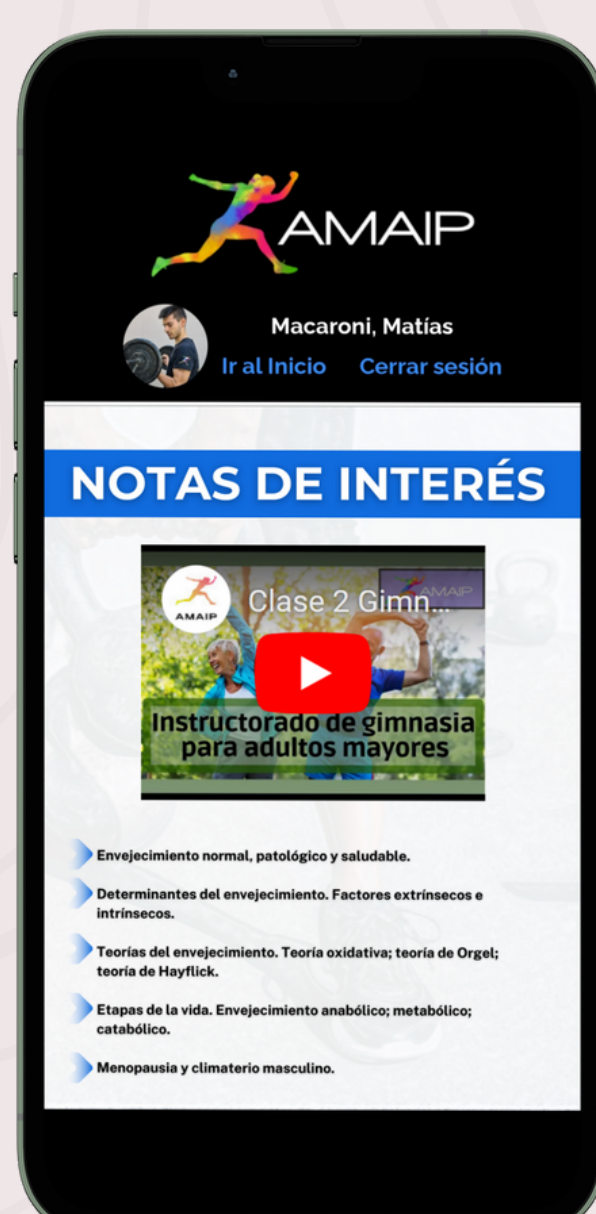 AMAIP
Macaroni, Matías
Ir al Inicio Cerrar sesión
NOTAS DE INTERÉS
AMAIP
Clase 2 Gimn...
AMAIP
Instructorado de gimnasia
para adultos mayores
Envejecimiento normal, patológico y saludable.
Determinantes del envejecimiento. Factores extrínsecos e
intrínsecos.
Teorías del envejecimiento. Teoría oxidativa; teoría de Orgel;
teoría de Hayflick.
Etapas de la vida. Envejecimiento anabólico; metabólico;
catabólico.
Menopausia y climaterio masculino.